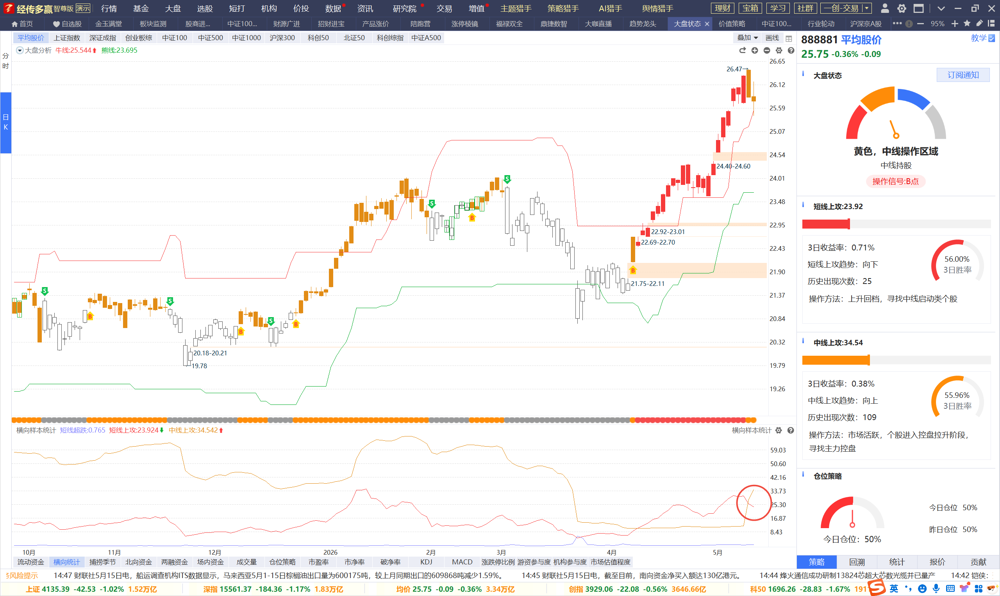 经传多赢 智尊版 演示 行情 基金 大盘 选股 短打 机构 价投 数据 资讯 研究院 交易 增值 主题猎手 策略猎手 AI猎手 舆情猎手 理财 宝箱 学习 社群 一创-交易
首页 自选股 金玉满堂 板块监测 股商进... 中证100... 财源广进 招财进宝 产品涨价 陪跑营 涨停棱镜 福禄双全 鼎捷数智 大咖直播 趋势龙头 大盘状态 价值策略 中证100... 行业轮动 沪深京A股 95%
平均股价 上证指数 深证成指 创业板综 中证100 中证500 中证1000 沪深300 科创50 北证50 科创综指 中证A500 叠加 画线
大盘分析 牛线:25.544 熊线:23.695
分时
日K
26.65
26.12
25.59
25.07
24.54
24.01
23.48
22.95
22.43
21.90
21.37
20.84
20.32
19.79
19.26
26.47→
24.40-24.60
22.92-23.01
22.69-22.70
21.75-22.11
20.18-20.21
19.78
S
S
S
S
S
B
B
B
B
B
横向样本统计 短线超跌:0.765 短线上攻:23.924 中线上攻:34.542 横向样本统计
59.03
50.60
42.16
33.73
25.30
16.87
8.43
10月 11月 12月 2026 2月 3月 4月 5月
流动资金 横向统计 捕捞季节 北向资金 两融资金 场内资金 成交量 仓位策略 市盈率 市净率 破净率 KDJ MACD 涨跌停比例 游资参与度 机构参与度 市场估值程度
888881 平均股价 教学
25.75 -0.36% -0.09
大盘状态 订阅通知
黄色，中线操作区域
中线持股
操作信号:B点
短线上攻:23.92
3日收益率：0.71%
短线上攻趋势：向下
历史出现次数：25
操作方法：上升回档，寻找中线启动类个股
56.00%
3日胜率
中线上攻:34.54
3日收益率：0.38%
中线上攻趋势：向上
历史出现次数：109
操作方法：市场活跃，个股进入控盘拉升阶段，
寻找主力控盘
55.96%
3日胜率
仓位策略
今日仓位 50%
昨日仓位 50%
今日仓位：50%
策略 回溯 统计 报价 贡献
风险提示 14:47 财联社5月15日电，船运调查机构ITS数据显示，马来西亚5月1-15日棕榈油出口量为600175吨，较上月同期出口的609868吨减少1.59%。 14:45 财联社5月15日电，截至目前，南向资金净买入额达130亿港元。 14:44 烽火通信成功研制13824芯超大芯数光缆并已量产 14:42 铠侠：
上证 4135.39 -42.53 -1.02% 1.52万亿 深指 15561.37 -184.36 -1.17% 1.83万亿 均价 25.75 -0.09 -0.36% 3.34万亿 创指 3929.06 -22.08 -0.56% 3646.66亿 科50 1696.26 -28.83 -1.67% 191 S 英